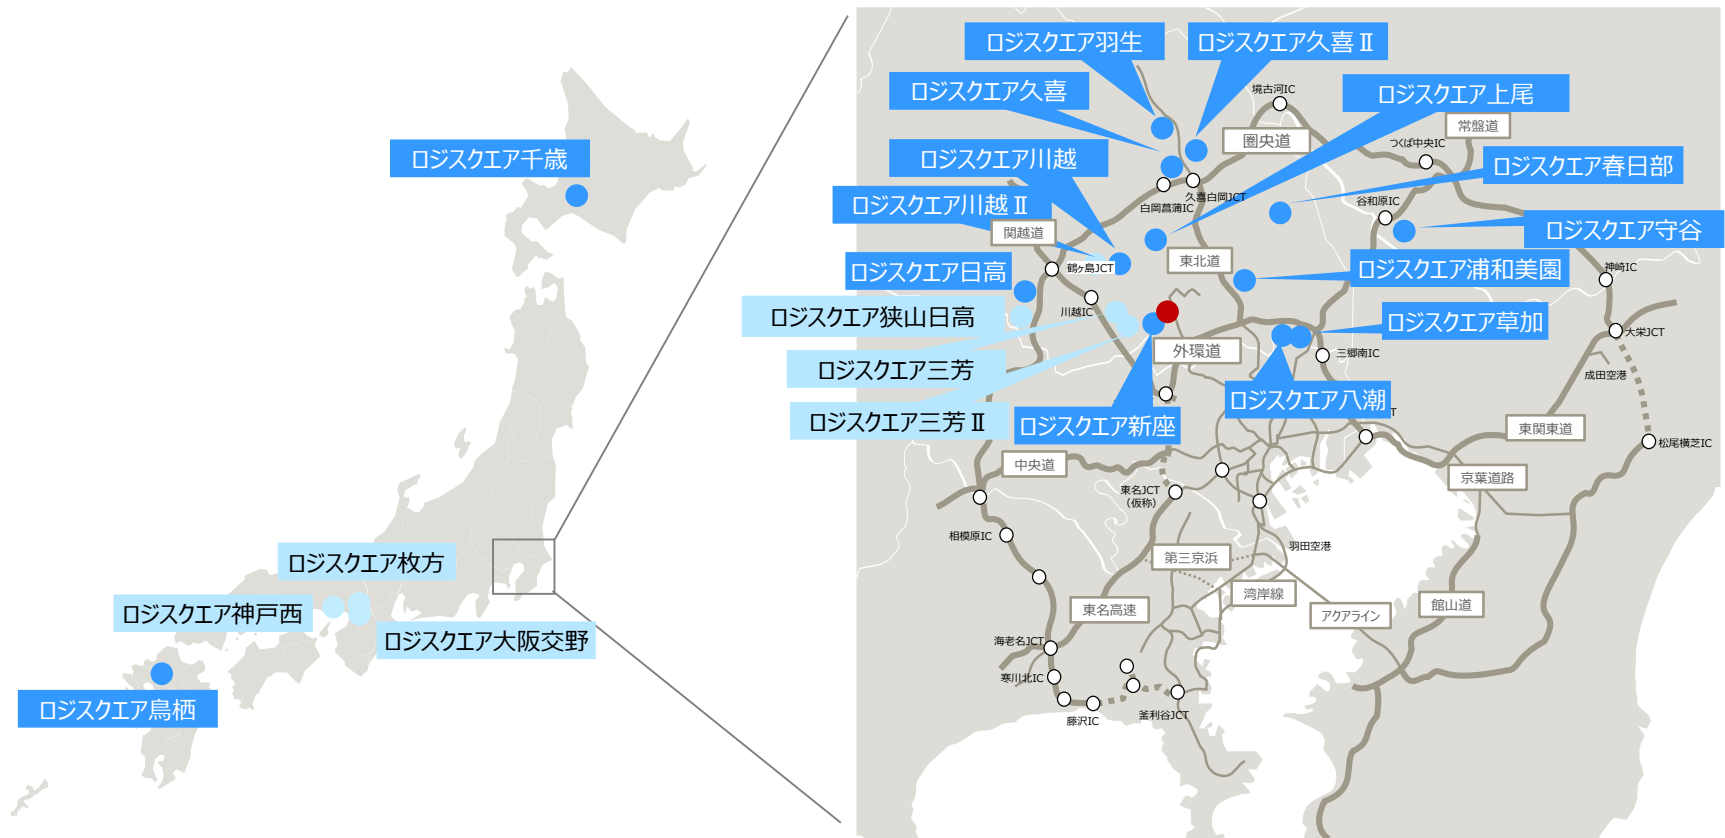 ロジスクエア千歳
ロジスクエア枚方
ロジスクエア神戸西
ロジスクエア大阪交野
ロジスクエア鳥栖
ロジスクエア羽生
ロジスクエア久喜Ⅱ
ロジスクエア久喜
ロジスクエア上尾
境古河IC
常盤道
圏央道
つくば中央IC
ロジスクエア川越
ロジスクエア春日部
ロジスクエア川越Ⅱ
久喜白岡JCT
白岡菖蒲IC
谷和原IC
関越道
ロジスクエア守谷
東北道
鶴ヶ島JCT
ロジスクエア日高
ロジスクエア浦和美園
神崎IC
川越IC
ロジスクエア狭山日高
ロジスクエア草加
大栄JCT
外環道
三郷南IC
ロジスクエア三芳
成田空港
ロジスクエア八潮
ロジスクエア三芳Ⅱ
ロジスクエア新座
東関東道
松尾横芝IC
中央道
京葉道路
東名JCT
（仮称）
相模原IC
羽田空港
第三京浜
湾岸線
東名高速
館山道
アクアライン
海老名JCT
寒川北IC
藤沢IC
釜利谷JCT